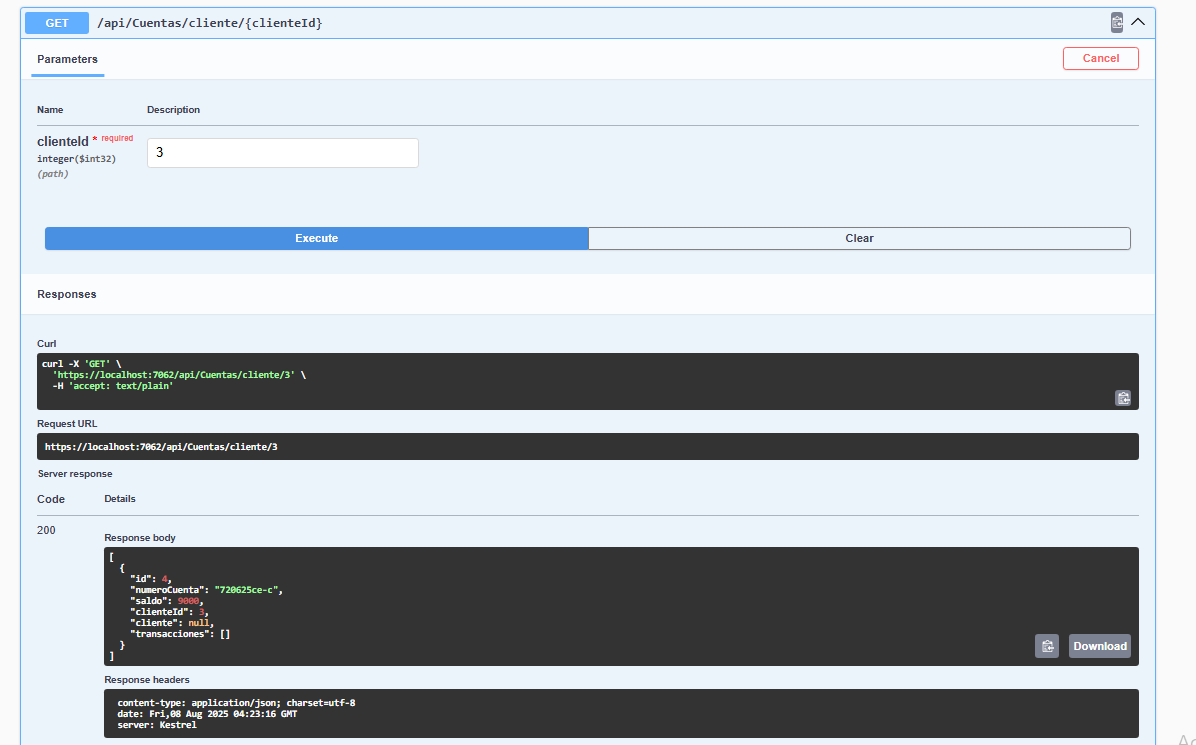 GET /api/Cuentas/cliente/{clienteId}
Parameters
Cancel
Name Description
clienteId * required
integer($int32)
(path)
3
Execute Clear
Responses
Curl
curl -X 'GET' \
  'https://localhost:7062/api/Cuentas/cliente/3' \
  -H 'accept: text/plain'
Request URL
https://localhost:7062/api/Cuentas/cliente/3
Server response
Code Details
200
Response body
[
  {
    "id": 4,
    "numeroCuenta": "720625ce-c",
    "saldo": 9000,
    "clienteId": 3,
    "cliente": null,
    "transacciones": []
  }
]
Download
Response headers
content-type: application/json; charset=utf-8
date: Fri,08 Aug 2025 04:23:16 GMT
server: Kestrel